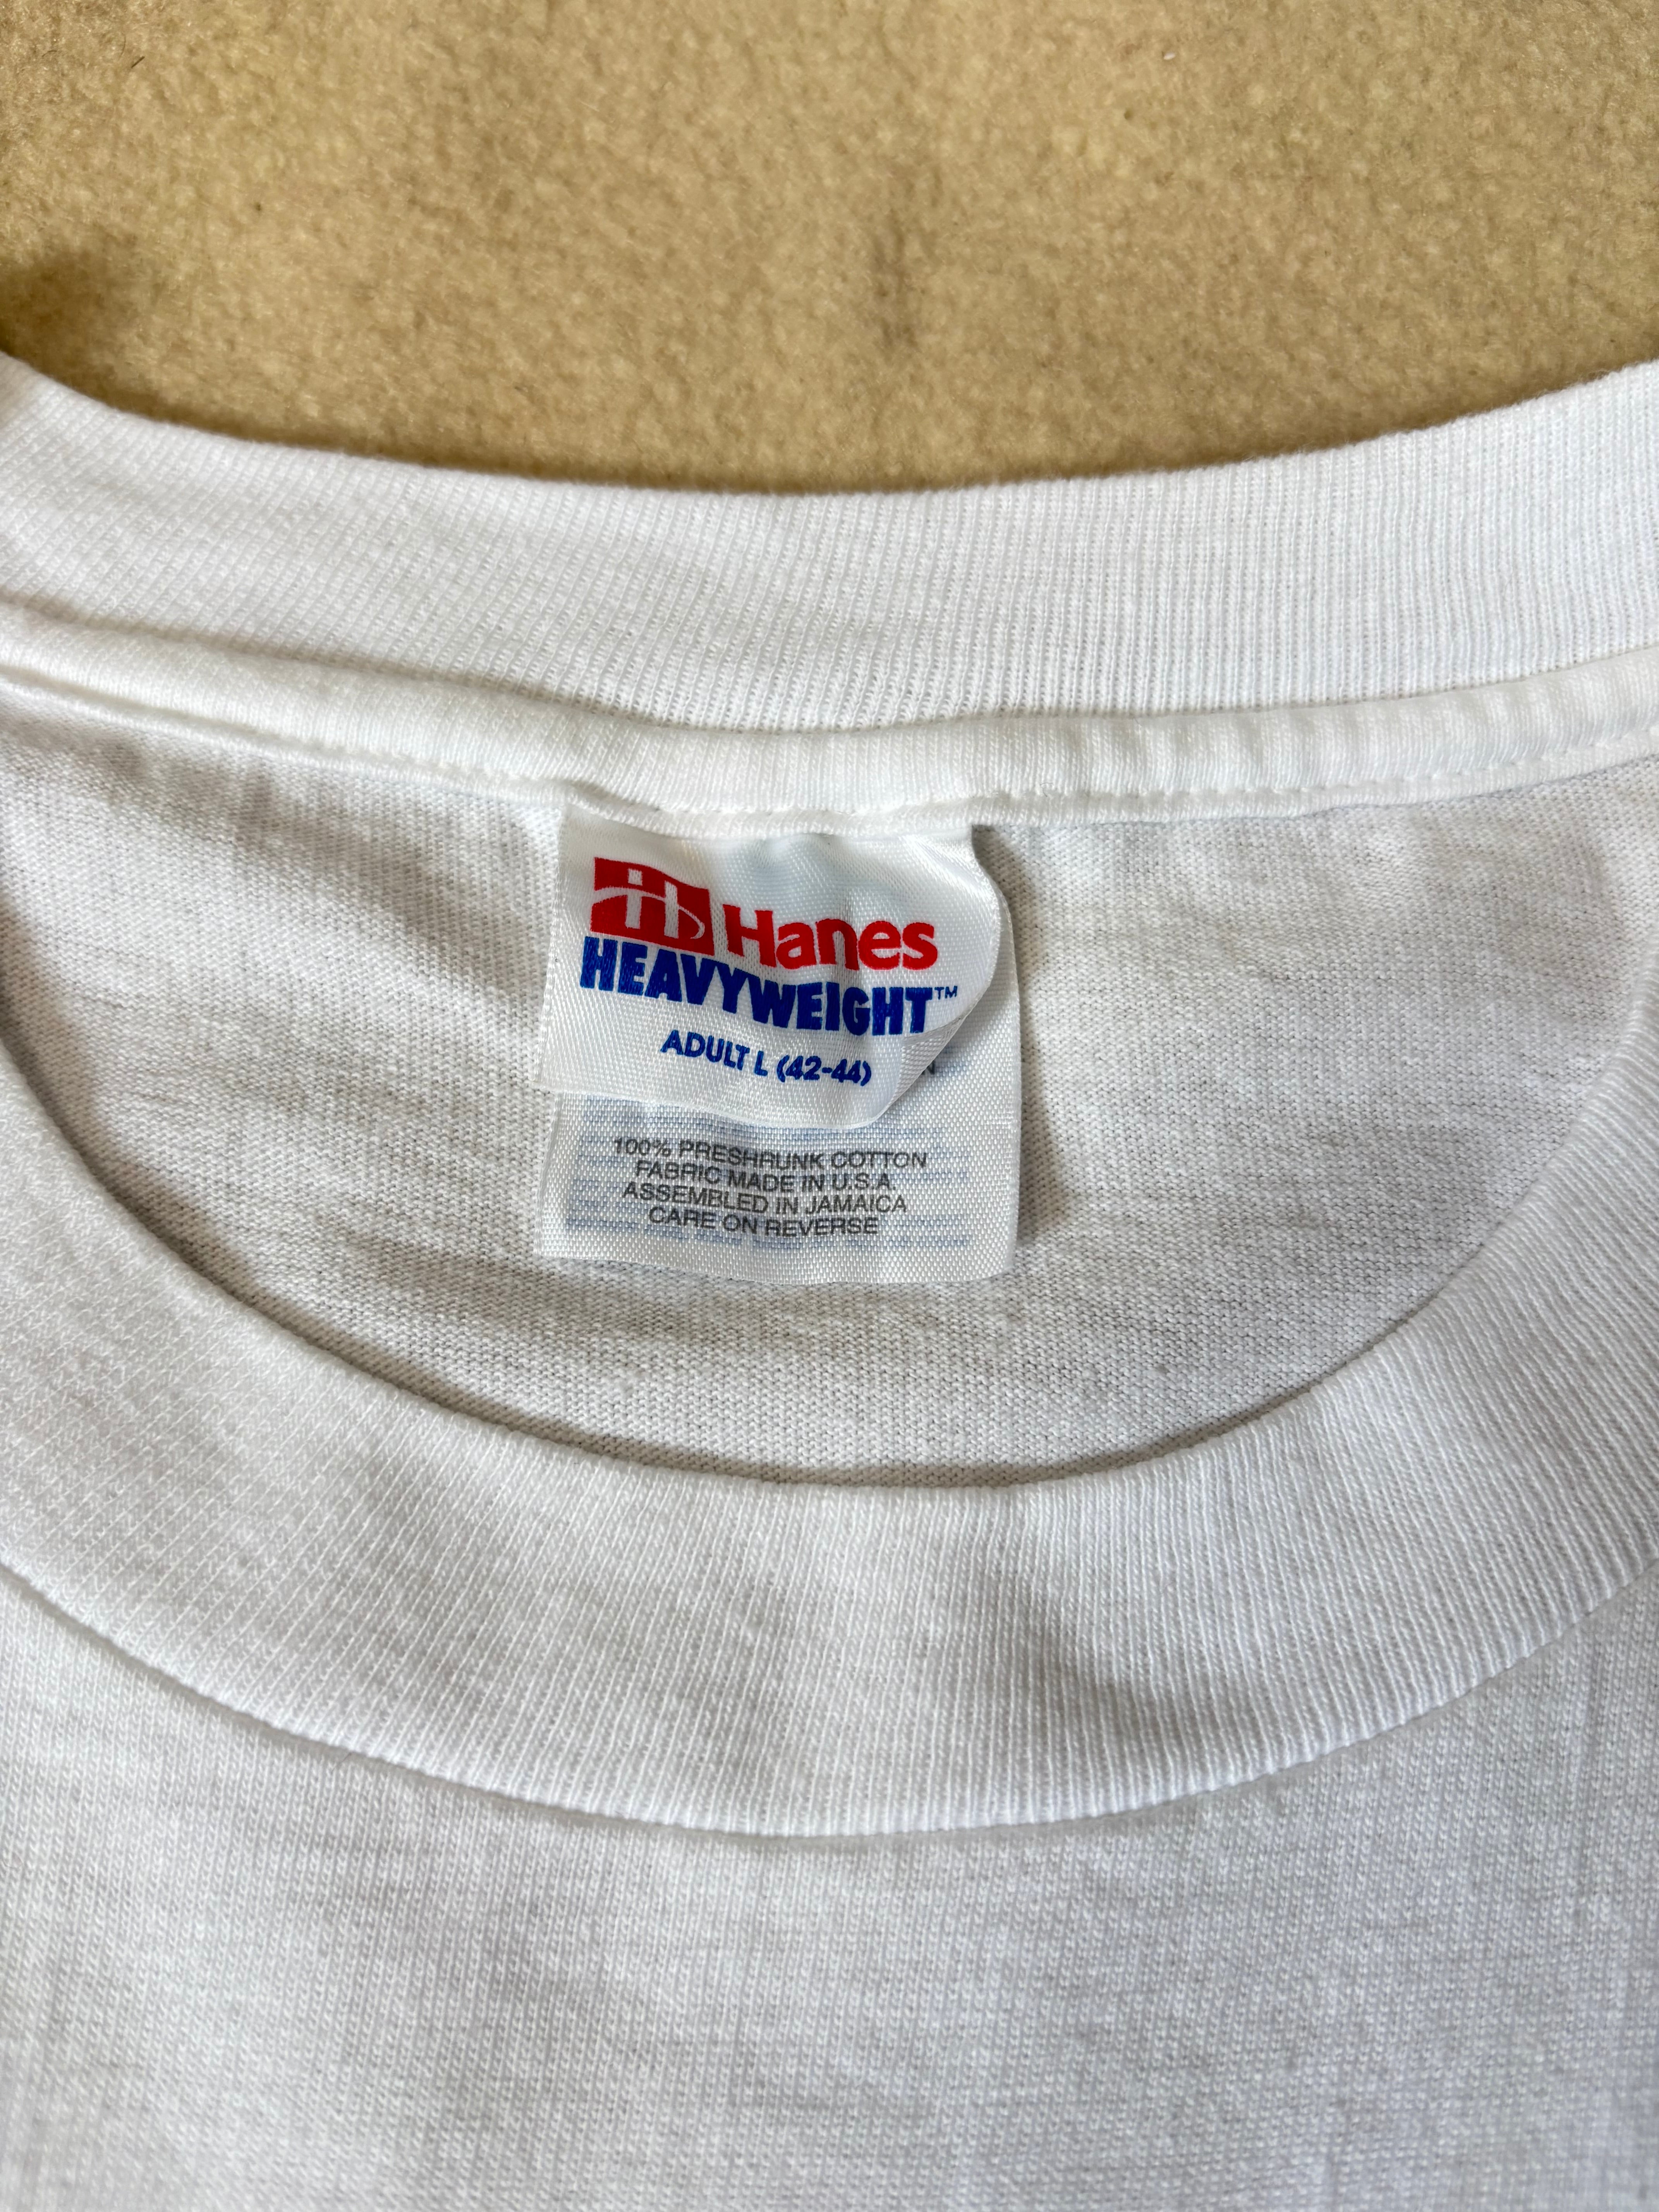 Hanes
HEAVYWEIGHT™
ADULT L (42-44)
100% PRESHRUNK COTTON
FABRIC MADE IN U.S.A.
ASSEMBLED IN JAMAICA
CARE ON REVERSE